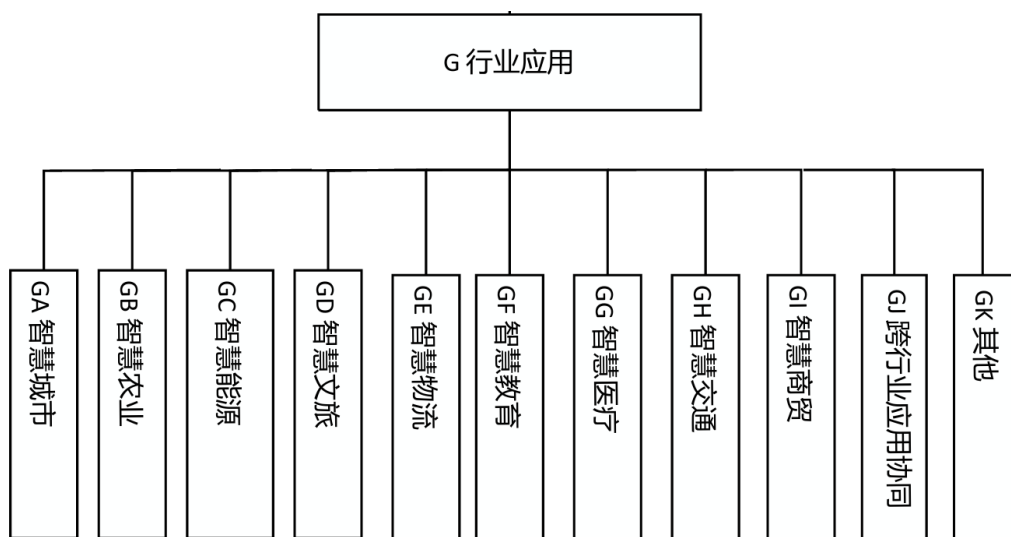 G 行业应用
GA 智慧城市
GB 智慧农业
GC 智慧能源
GD 智慧文旅
GE 智慧物流
GF 智慧教育
GG 智慧医疗
GH 智慧交通
GI 智慧商贸
GJ 跨行业应用协同
GK 其他